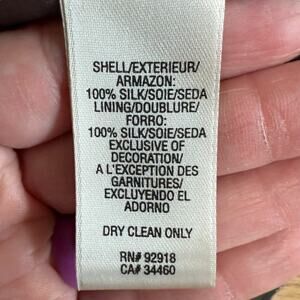 SHELL/EXTERIEUR/
ARMAZON:
100% SILK/SOIE/SEDA
LINING/DOUBLURE/
FORRO:
100% SILK/SOIE/SEDA
EXCLUSIVE OF
DECORATION/
A L'EXCEPTION DES
GARNITURES/
EXCLUYENDO EL
ADORNO
DRY CLEAN ONLY
RN# 92918
CA# 34460